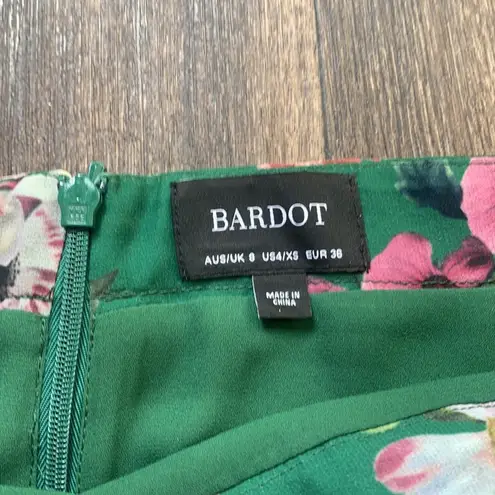 BARDOT
AUS/UK 8 US4/XS EUR 36
MADE IN
CHINA